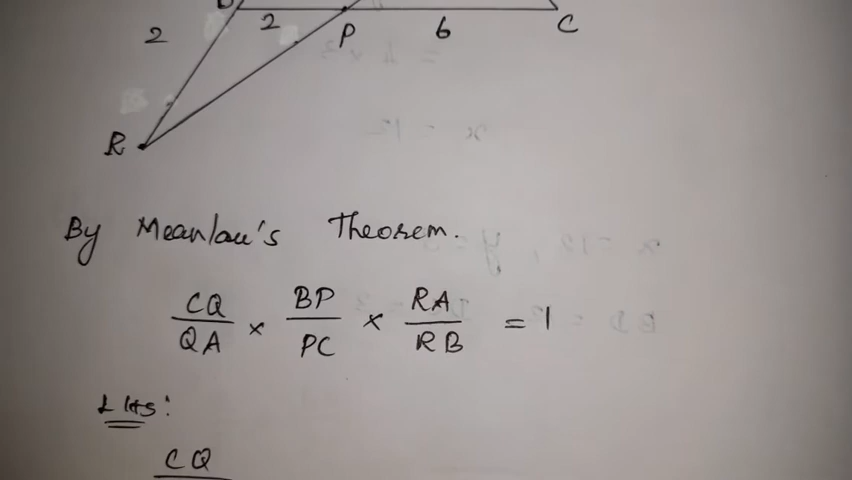 2 2 P 6 C
R
By Meanlau's Theorem.
CQ/QA × BP/PC × RA/RB = 1
LHS:
CQ